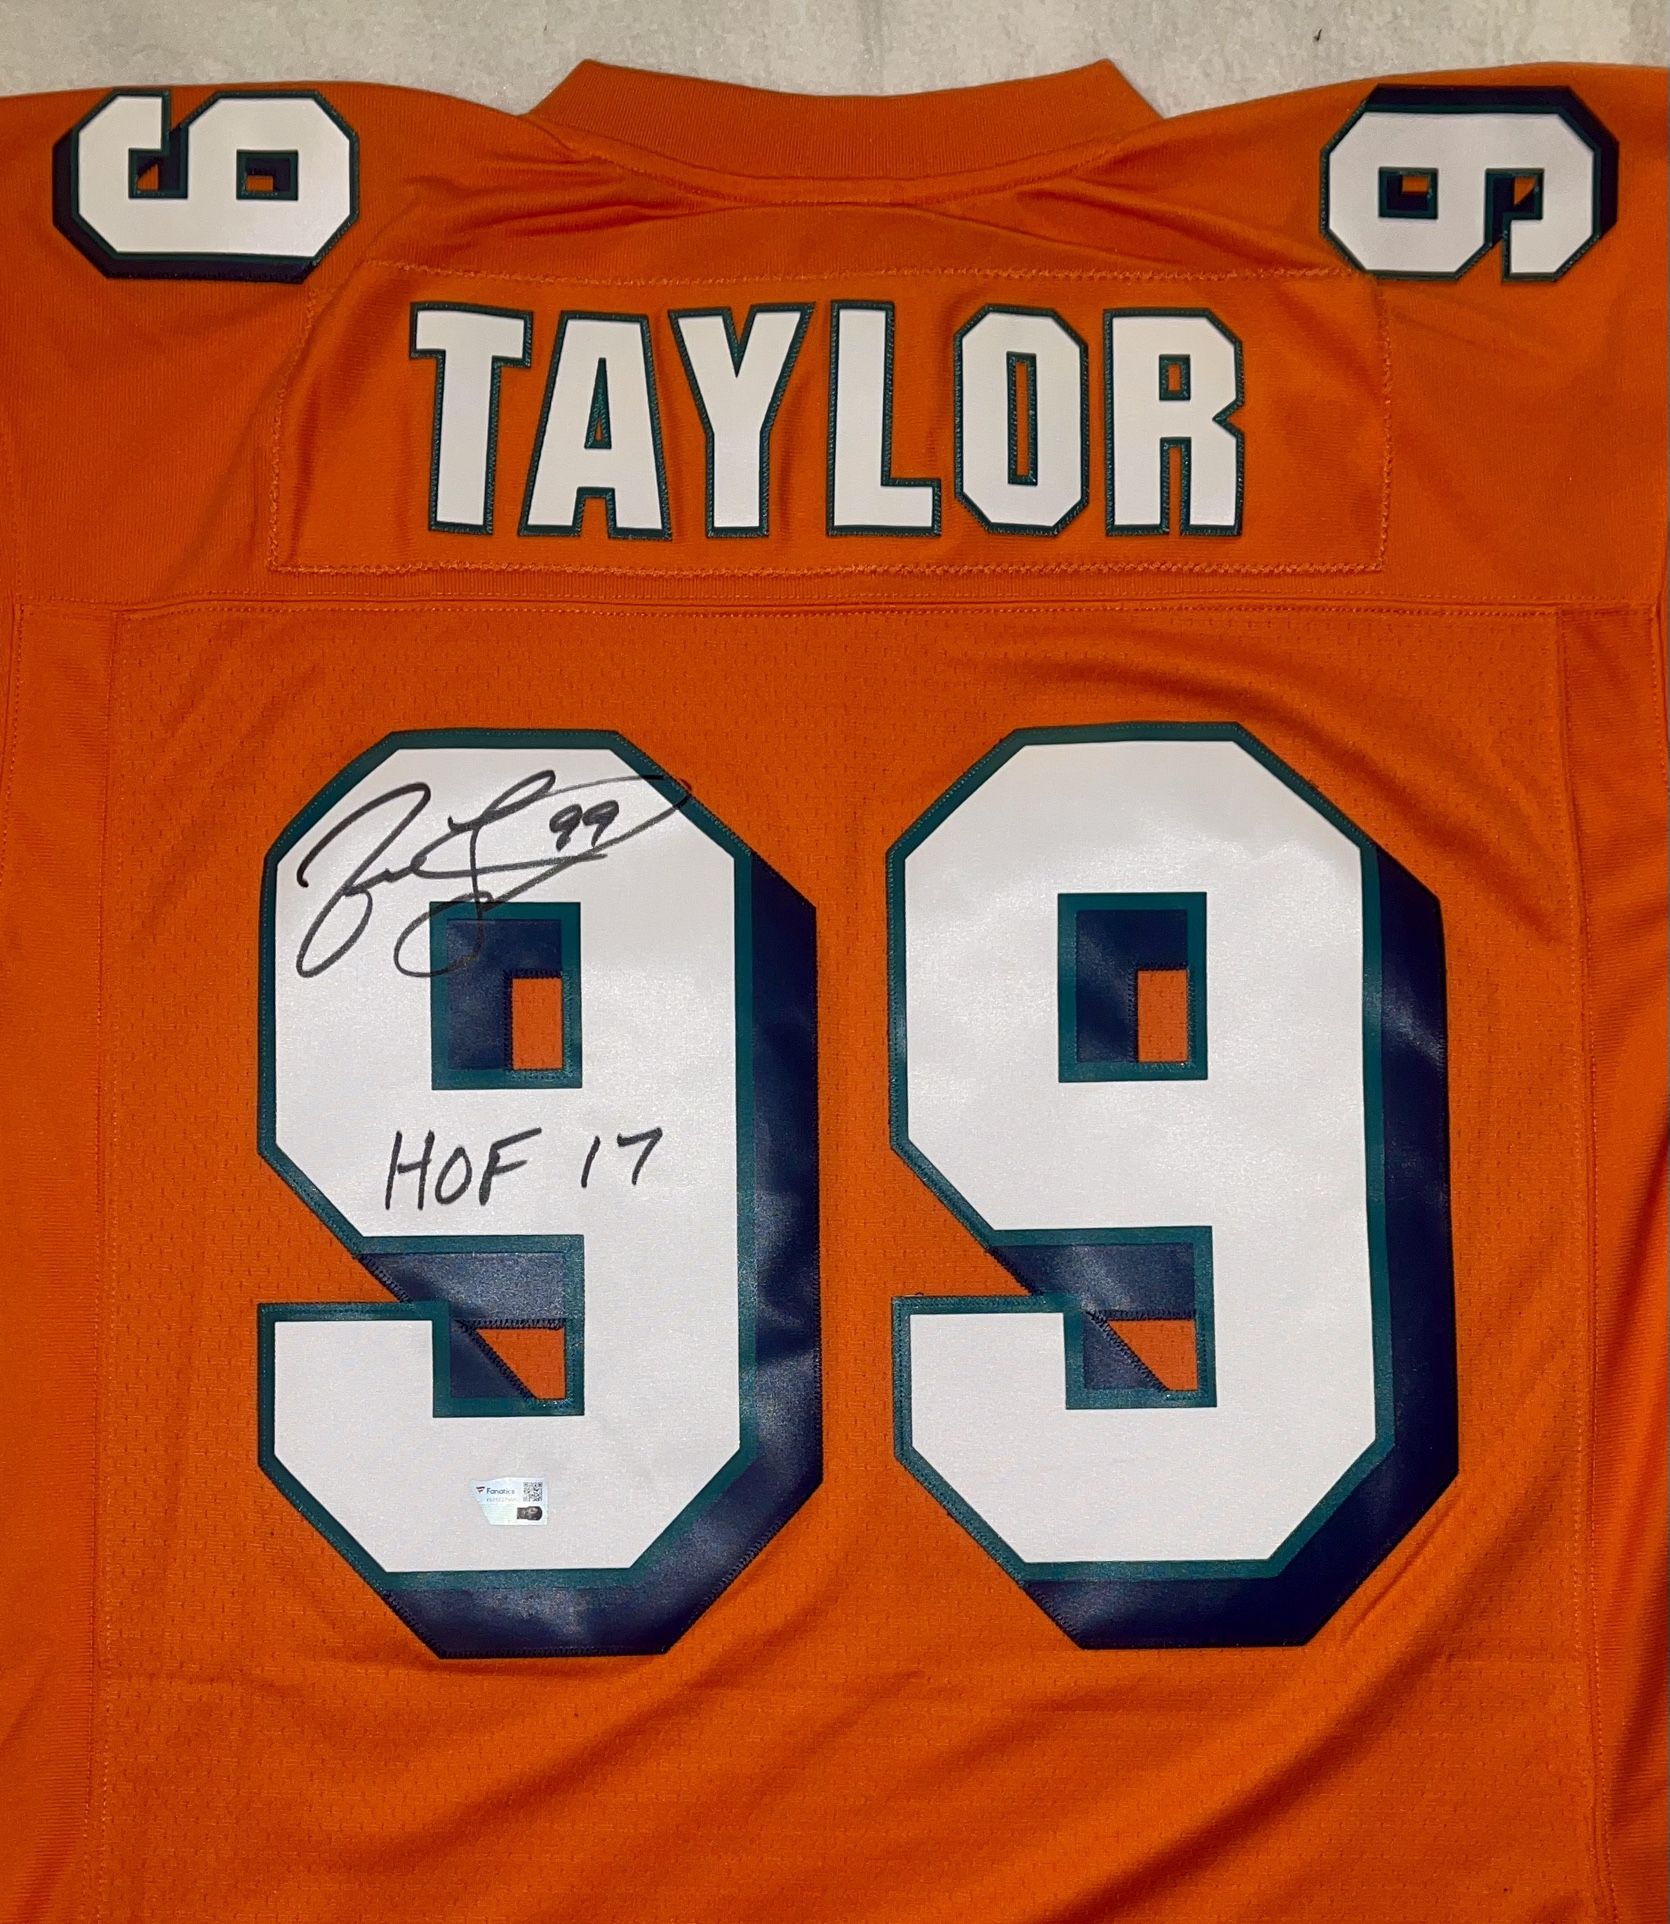 9 9
TAYLOR
99
99
HOF 17
Fanatics